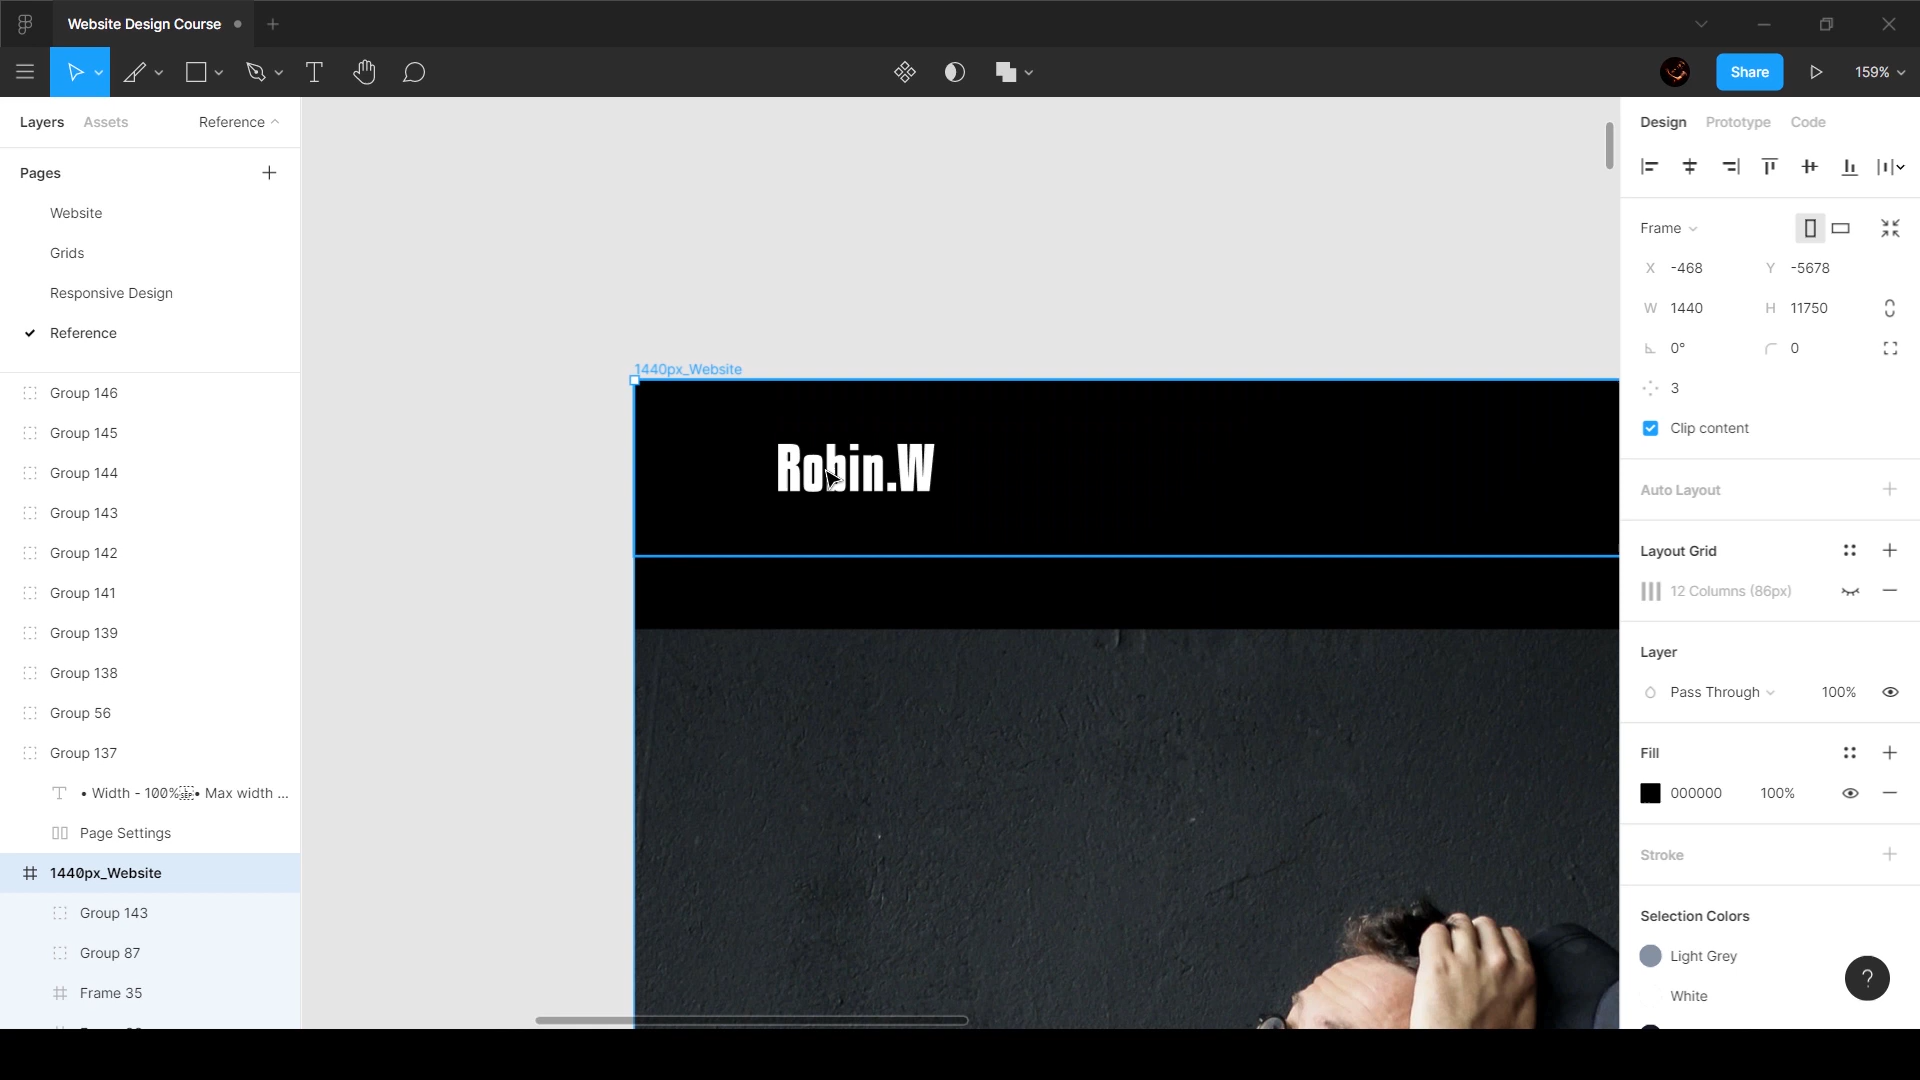 Website Design Course
Share
159%
Layers
Assets
Reference
Pages
Website
Grids
Responsive Design
Reference
Group 146
Group 145
Group 144
Group 143
Group 142
Group 141
Group 139
Group 138
Group 56
Group 137
• Width - 100% • Max width ...
Page Settings
1440px_Website
Group 143
Group 87
Frame 35
1440px_Website
Robin.W
Design
Prototype
Code
Frame
X -468 Y -5678
W 1440 H 11750
0° 0
3
Clip content
Auto Layout
Layout Grid
12 Columns (86px)
Layer
Pass Through 100%
Fill
000000 100%
Stroke
Selection Colors
Light Grey
White
?